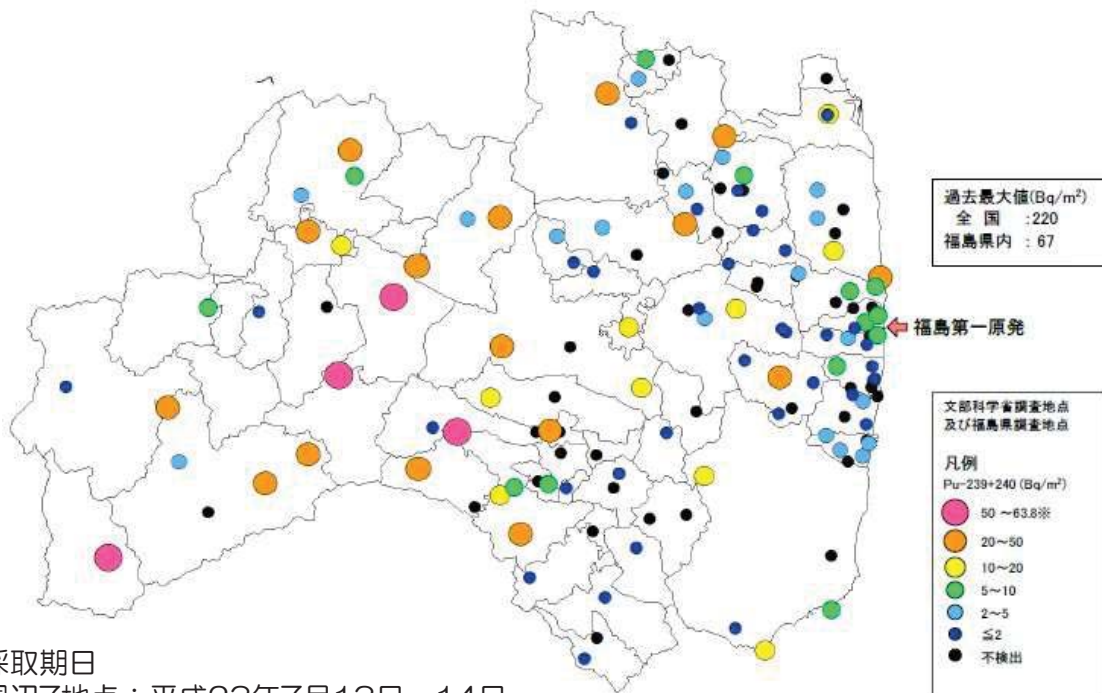 過去最大値(Bq/m²)
全 国 :220
福島県内 : 67
福島第一原発
文部科学省調査地点
及び福島県調査地点
凡例
Pu-239+240 (Bq/m²)
50 ～63.8※
20～50
10～20
5～10
2～5
≦2
不検出
採取期日